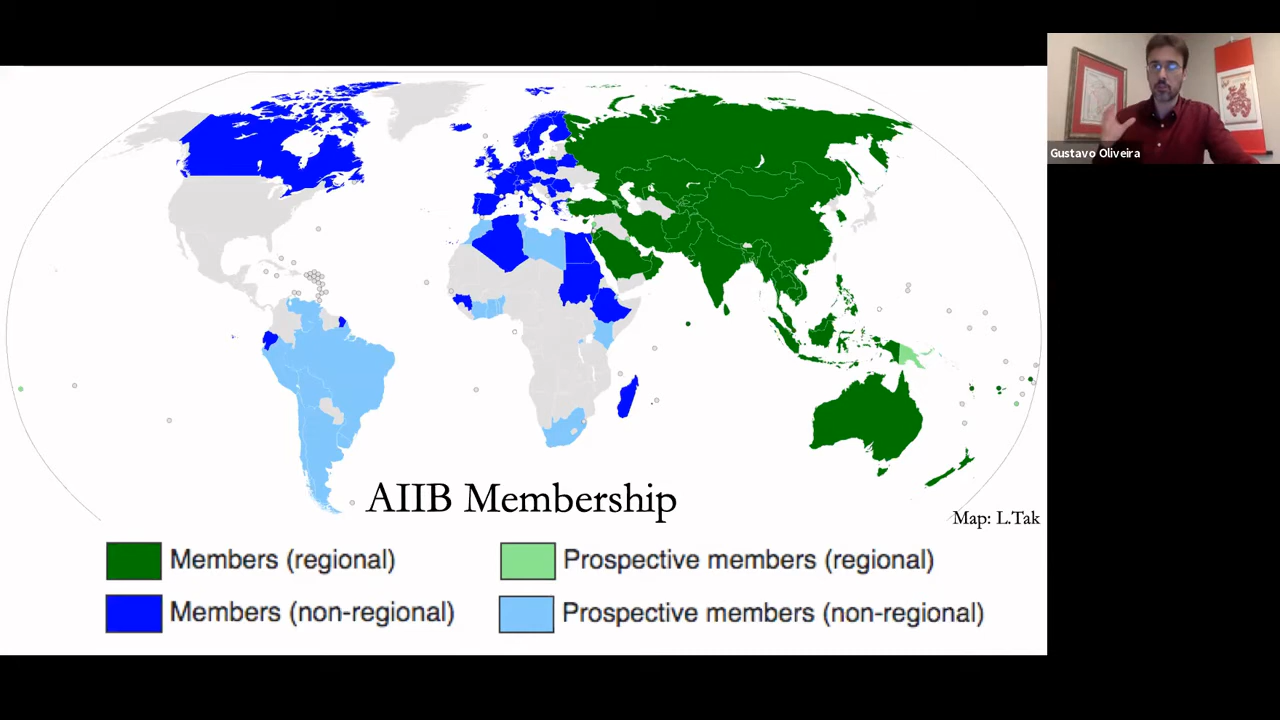 Gustavo Oliveira
AIIB Membership
Map: L.Tak
Members (regional)
Prospective members (regional)
Members (non-regional)
Prospective members (non-regional)